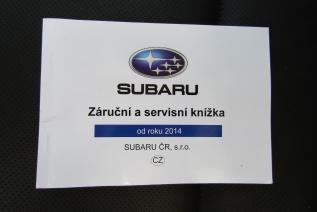 SUBARU
Záruční a servisní knížka
od roku 2014
SUBARU ČR, s.r.o.
CZ